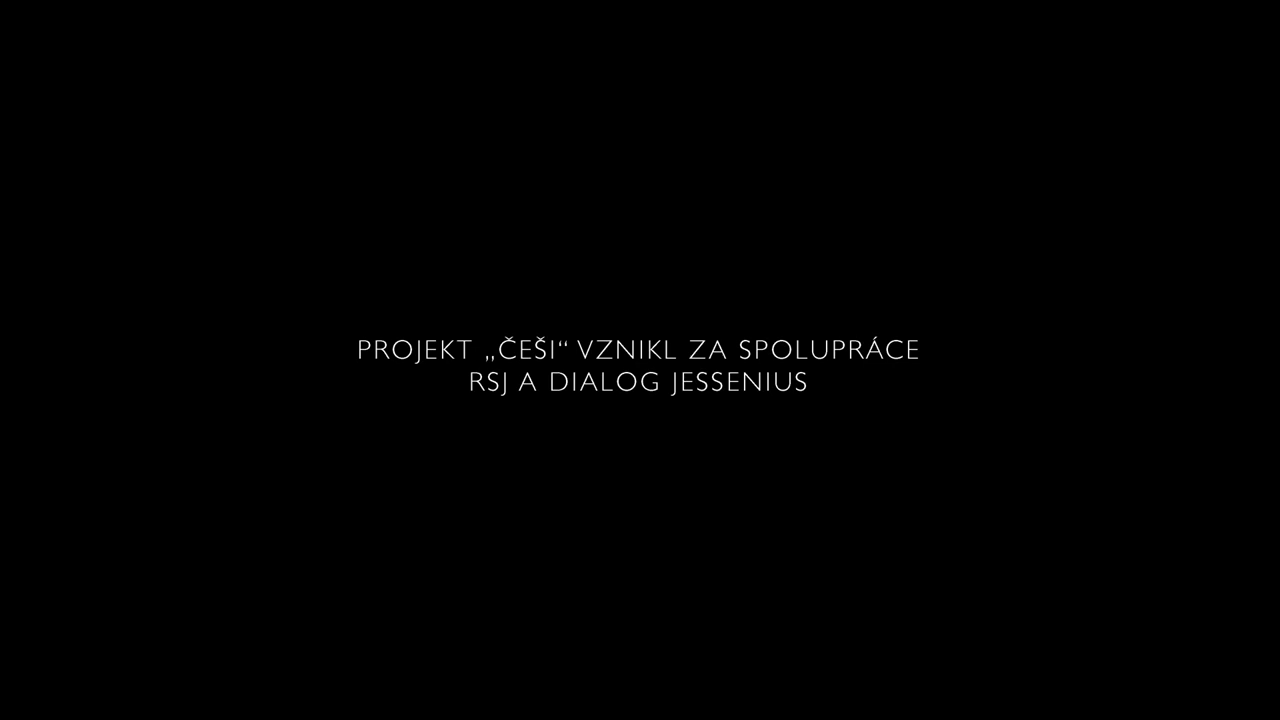 PROJEKT „ČEŠI“ VZNIKL ZA SPOLUPRÁCE
RSJ A DIALOG JESSENIUS